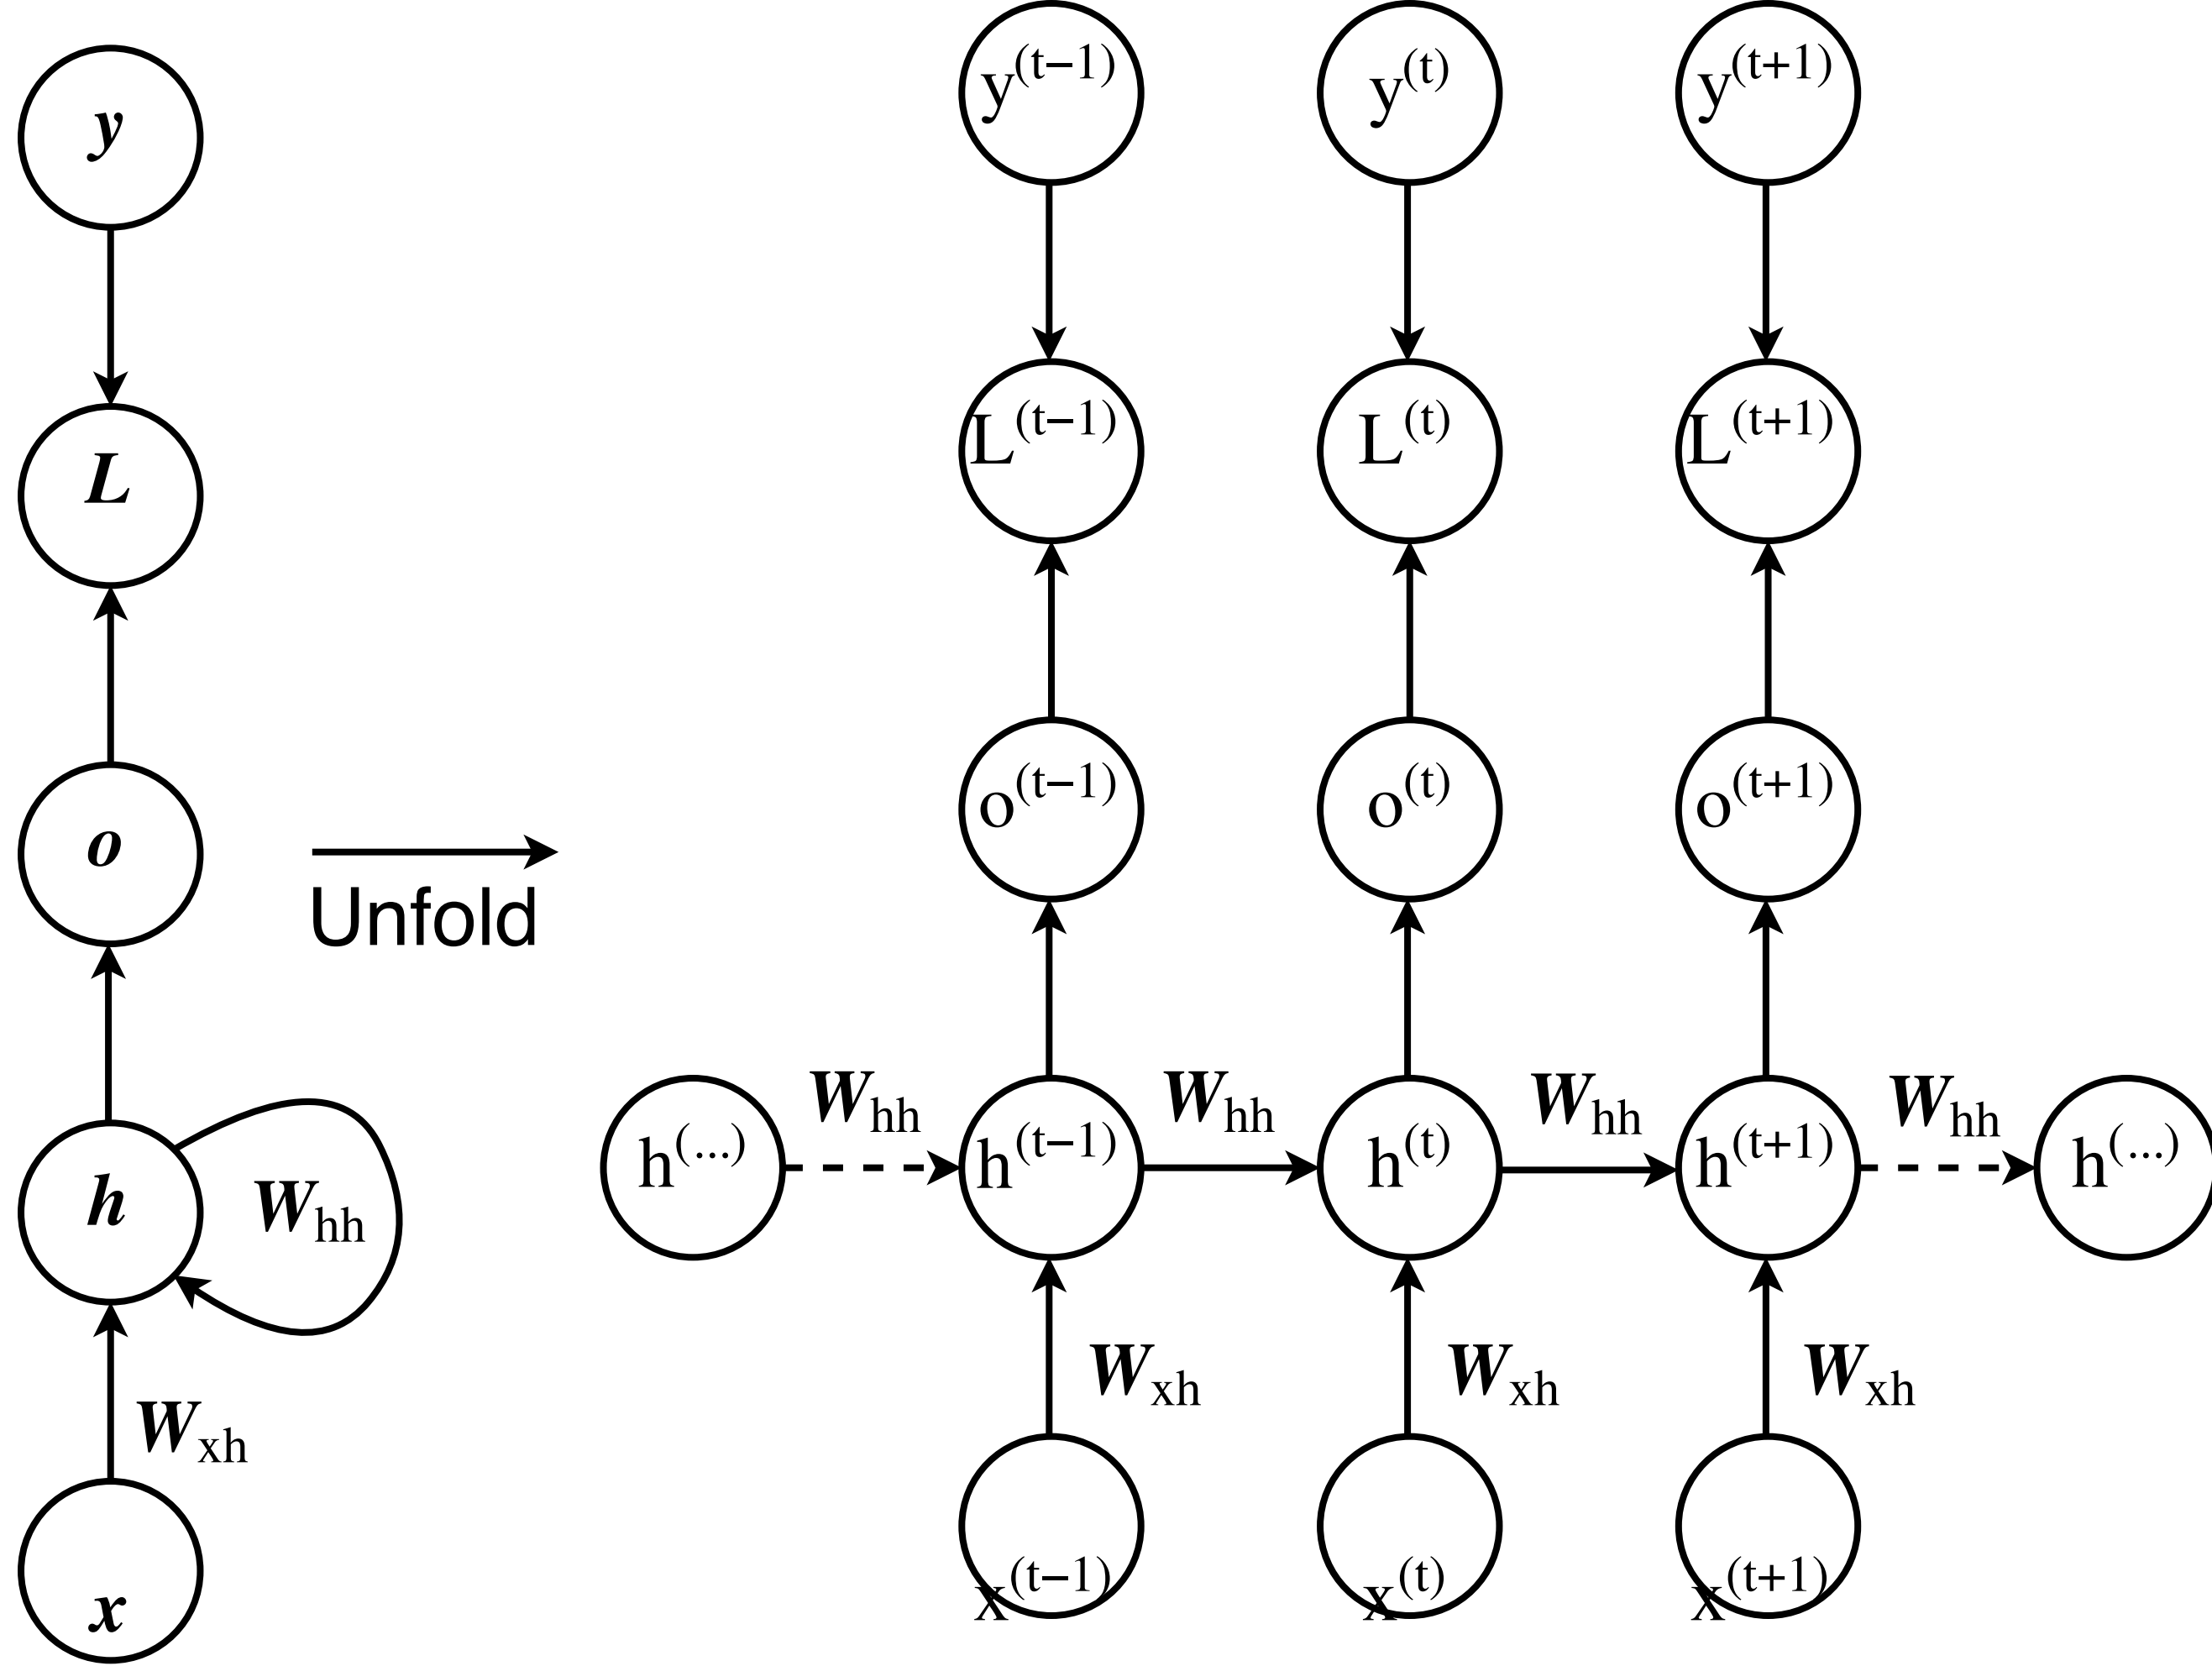 y
L
o
Unfold
h
W_hh
W_xh
x
y^(t−1) y^(t) y^(t+1)
L^(t−1) L^(t) L^(t+1)
o^(t−1) o^(t) o^(t+1)
W_hh W_hh W_hh W_hh
h^(...) h^(t−1) h^(t) h^(t+1) h^(...)
W_xh W_xh W_xh
x^(t−1) x^(t) x^(t+1)